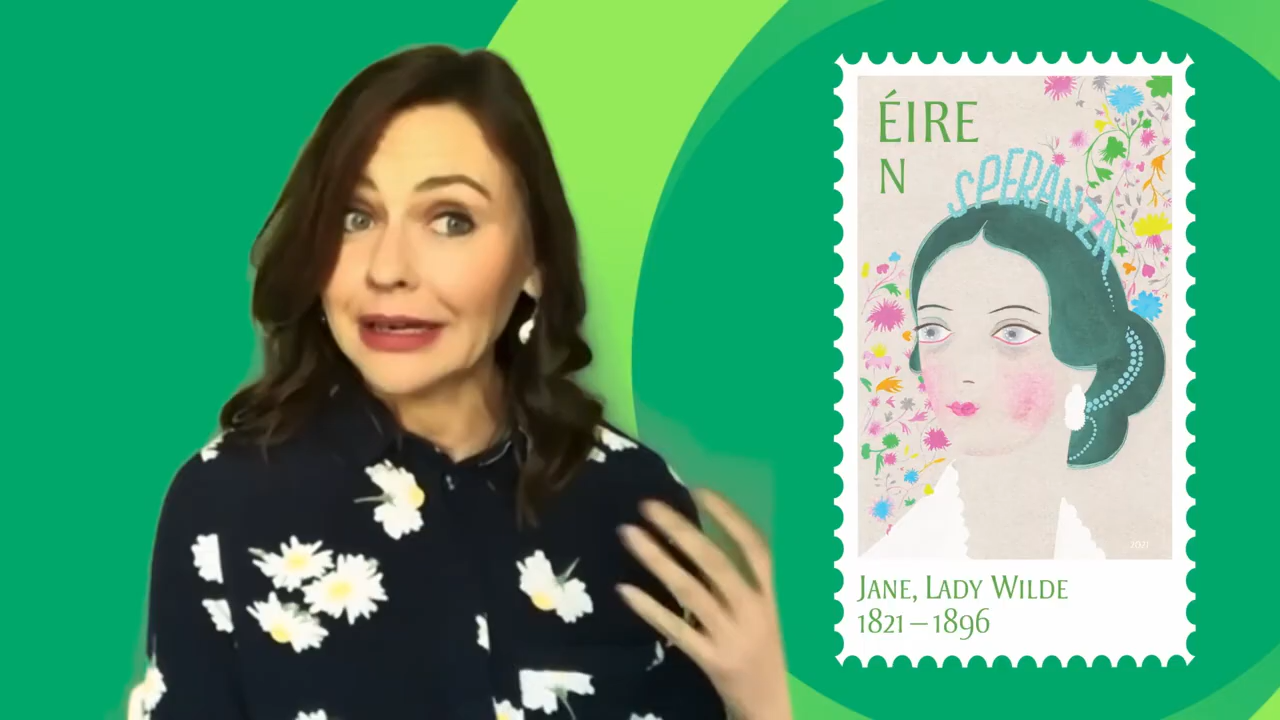 ÉIRE
N
SPERANZA
2021
JANE, LADY WILDE
1821 – 1896